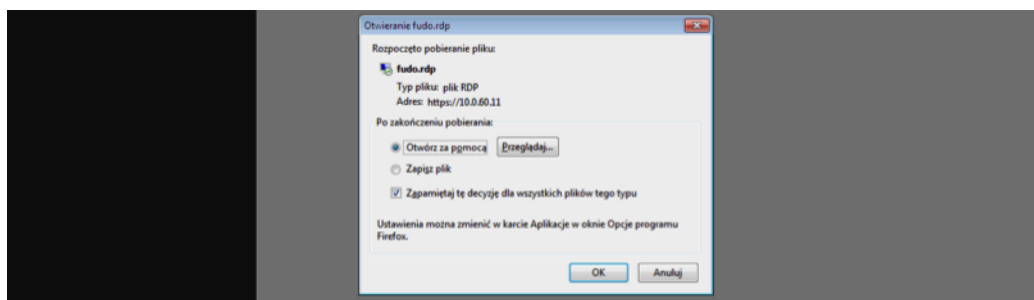 Otwieranie fudo.rdp
Rozpoczęto pobieranie pliku:
fudo.rdp
Typ pliku: plik RDP
Adres: https://10.0.60.11
Po zakończeniu pobierania:
Otwórz za pomocą Przeglądaj...
Zapisz plik
Zapamiętaj tę decyzję dla wszystkich plików tego typu
Ustawienia można zmienić w karcie Aplikacje w oknie Opcje programu
Firefox.
OK Anuluj